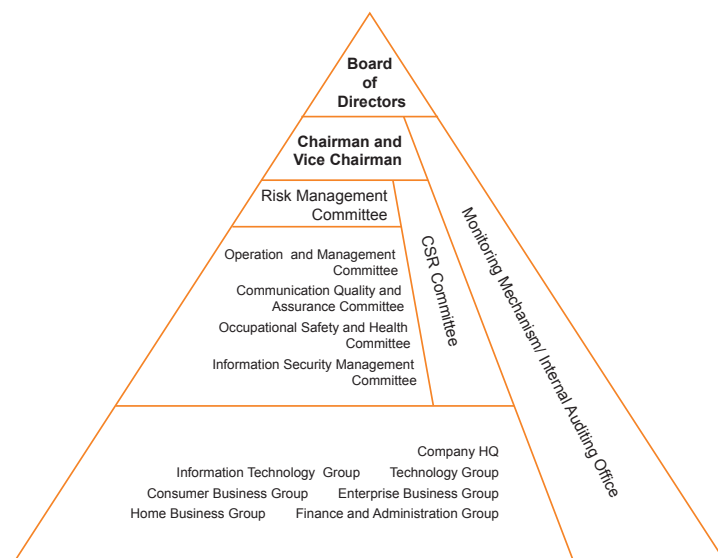 Board
of
Directors
Chairman and
Vice Chairman
Risk Management
Committee
Operation and Management
Committee
Communication Quality and
Assurance Committee
Occupational Safety and Health
Committee
Information Security Management
Committee
CSR Committee
Monitoring Mechanism/ Internal Auditing Office
Company HQ
Information Technology Group Technology Group
Consumer Business Group Enterprise Business Group
Home Business Group Finance and Administration Group